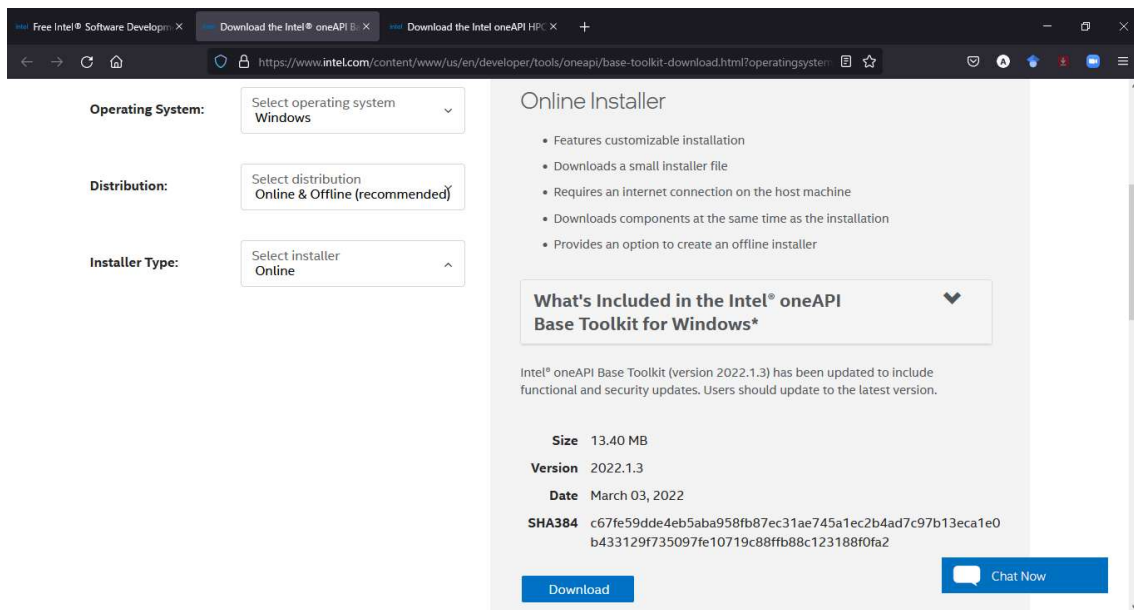 intel Free Intel® Software Developm
intel Download the Intel® oneAPI Ba
intel Download the Intel oneAPI HPC
https://www.intel.com/content/www/us/en/developer/tools/oneapi/base-toolkit-download.html?operatingsystem
A
Operating System:
Select operating system
Windows
Distribution:
Select distribution
Online & Offline (recommended)
Installer Type:
Select installer
Online
Online Installer
• Features customizable installation
• Downloads a small installer file
• Requires an internet connection on the host machine
• Downloads components at the same time as the installation
• Provides an option to create an offline installer
What's Included in the Intel® oneAPI
Base Toolkit for Windows*
Intel® oneAPI Base Toolkit (version 2022.1.3) has been updated to include
functional and security updates. Users should update to the latest version.
Size 13.40 MB
Version 2022.1.3
Date March 03, 2022
SHA384 c67fe59dde4eb5aba958fb87ec31ae745a1ec2b4ad7c97b13eca1e0
b433129f735097fe10719c88ffb88c123188f0fa2
Download
Chat Now